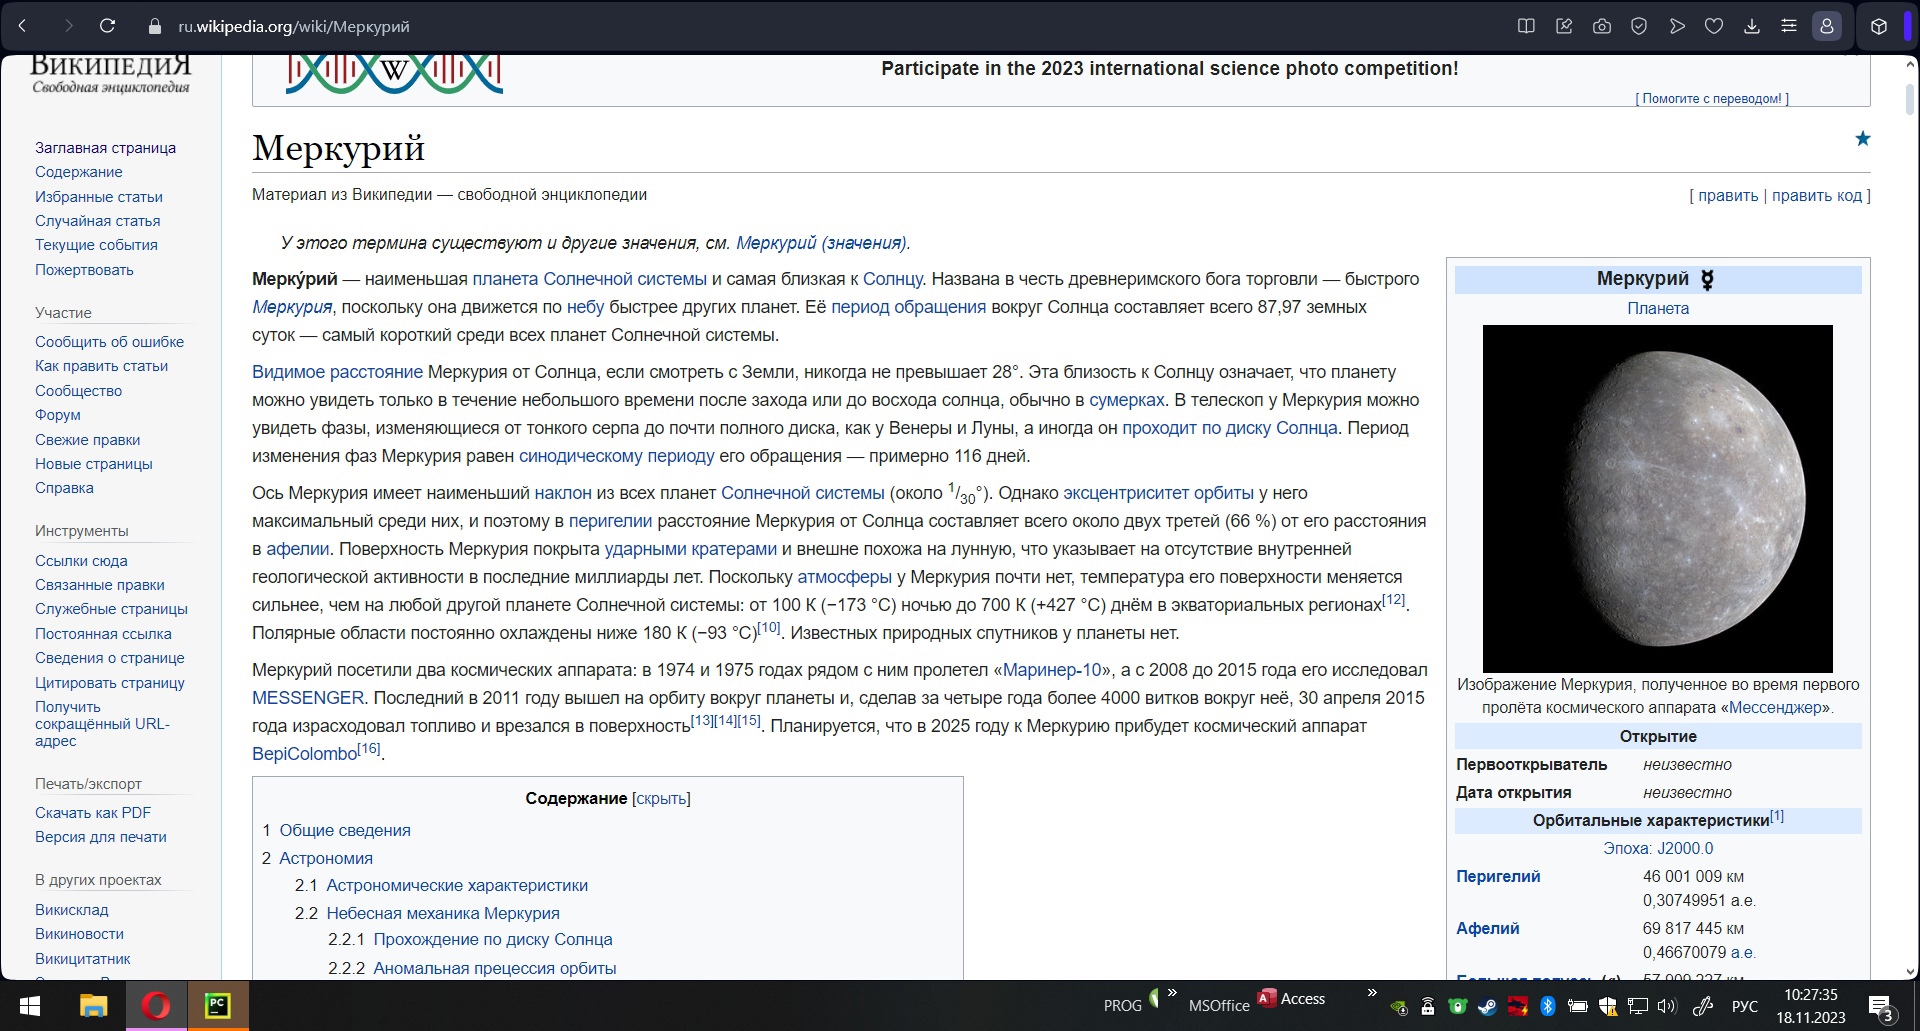 ru.wikipedia.org/wiki/Меркурий
ВИКИПЕДИЯ
Свободная энциклопедия
Заглавная страница
Содержание
Избранные статьи
Случайная статья
Текущие события
Пожертвовать
Участие
Сообщить об ошибке
Как править статьи
Сообщество
Форум
Свежие правки
Новые страницы
Справка
Инструменты
Ссылки сюда
Связанные правки
Служебные страницы
Постоянная ссылка
Сведения о странице
Цитировать страницу
Получить
сокращённый URL-
адрес
Печать/экспорт
Скачать как PDF
Версия для печати
В других проектах
Викисклад
Викиновости
Викицитатник
W
Participate in the 2023 international science photo competition!
[ Помогите с переводом! ]
Меркурий
Материал из Википедии — свободной энциклопедии
[ править | править код ]
У этого термина существуют и другие значения, см. Меркурий (значения).
Мерку́рий — наименьшая планета Солнечной системы и самая близкая к Солнцу. Названа в честь древнеримского бога торговли — быстрого
Меркурия, поскольку она движется по небу быстрее других планет. Её период обращения вокруг Солнца составляет всего 87,97 земных
суток — самый короткий среди всех планет Солнечной системы.
Видимое расстояние Меркурия от Солнца, если смотреть с Земли, никогда не превышает 28°. Эта близость к Солнцу означает, что планету
можно увидеть только в течение небольшого времени после захода или до восхода солнца, обычно в сумерках. В телескоп у Меркурия можно
увидеть фазы, изменяющиеся от тонкого серпа до почти полного диска, как у Венеры и Луны, а иногда он проходит по диску Солнца. Период
изменения фаз Меркурия равен синодическому периоду его обращения — примерно 116 дней.
Ось Меркурия имеет наименьший наклон из всех планет Солнечной системы (около 1/30°). Однако эксцентриситет орбиты у него
максимальный среди них, и поэтому в перигелии расстояние Меркурия от Солнца составляет всего около двух третей (66 %) от его расстояния
в афелии. Поверхность Меркурия покрыта ударными кратерами и внешне похожа на лунную, что указывает на отсутствие внутренней
геологической активности в последние миллиарды лет. Поскольку атмосферы у Меркурия почти нет, температура его поверхности меняется
сильнее, чем на любой другой планете Солнечной системы: от 100 К (−173 °C) ночью до 700 К (+427 °C) днём в экваториальных регионах[12].
Полярные области постоянно охлаждены ниже 180 К (−93 °C)[10]. Известных природных спутников у планеты нет.
Меркурий посетили два космических аппарата: в 1974 и 1975 годах рядом с ним пролетел «Маринер-10», а с 2008 до 2015 года его исследовал
MESSENGER. Последний в 2011 году вышел на орбиту вокруг планеты и, сделав за четыре года более 4000 витков вокруг неё, 30 апреля 2015
года израсходовал топливо и врезался в поверхность[13][14][15]. Планируется, что в 2025 году к Меркурию прибудет космический аппарат
BepiColombo[16].
Содержание [скрыть]
1 Общие сведения
2 Астрономия
2.1 Астрономические характеристики
2.2 Небесная механика Меркурия
2.2.1 Прохождение по диску Солнца
2.2.2 Аномальная прецессия орбиты
Меркурий ☿
Планета
Изображение Меркурия, полученное во время первого
пролёта космического аппарата «Мессенджер».
Открытие
Первооткрыватель неизвестно
Дата открытия неизвестно
Орбитальные характеристики[1]
Эпоха: J2000.0
Перигелий 46 001 009 км
0,30749951 а.е.
Афелий 69 817 445 км
0,46670079 а.е.
PC
PROG
»
MSOffice
Access
»
РУС
10:27:35
18.11.2023
3